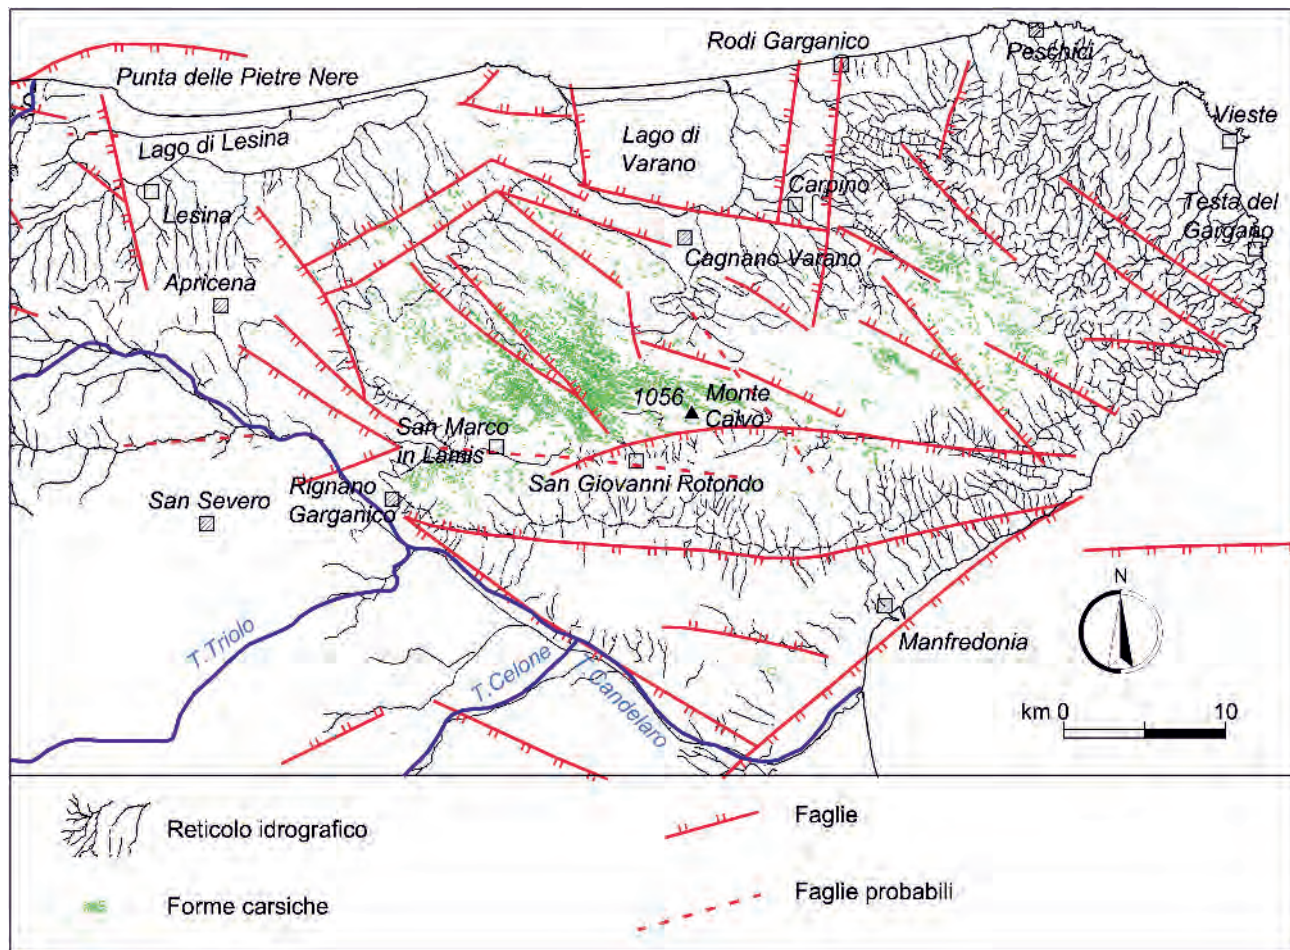 Rodi Garganico
Peschici
Punta delle Pietre Nere
Vieste
Lago di Lesina
Lago di
Varano
Carpino
Lesina
Testa del
Gargano
Cagnano Varano
Apricena
1056
Monte
Calvo
San Marco
in Lamis
San Giovanni Rotondo
Rignano
Garganico
San Severo
N
Manfredonia
T.Triolo
T.Celone
T.Candelaro
km 0
10
Reticolo idrografico
Faglie
Forme carsiche
Faglie probabili